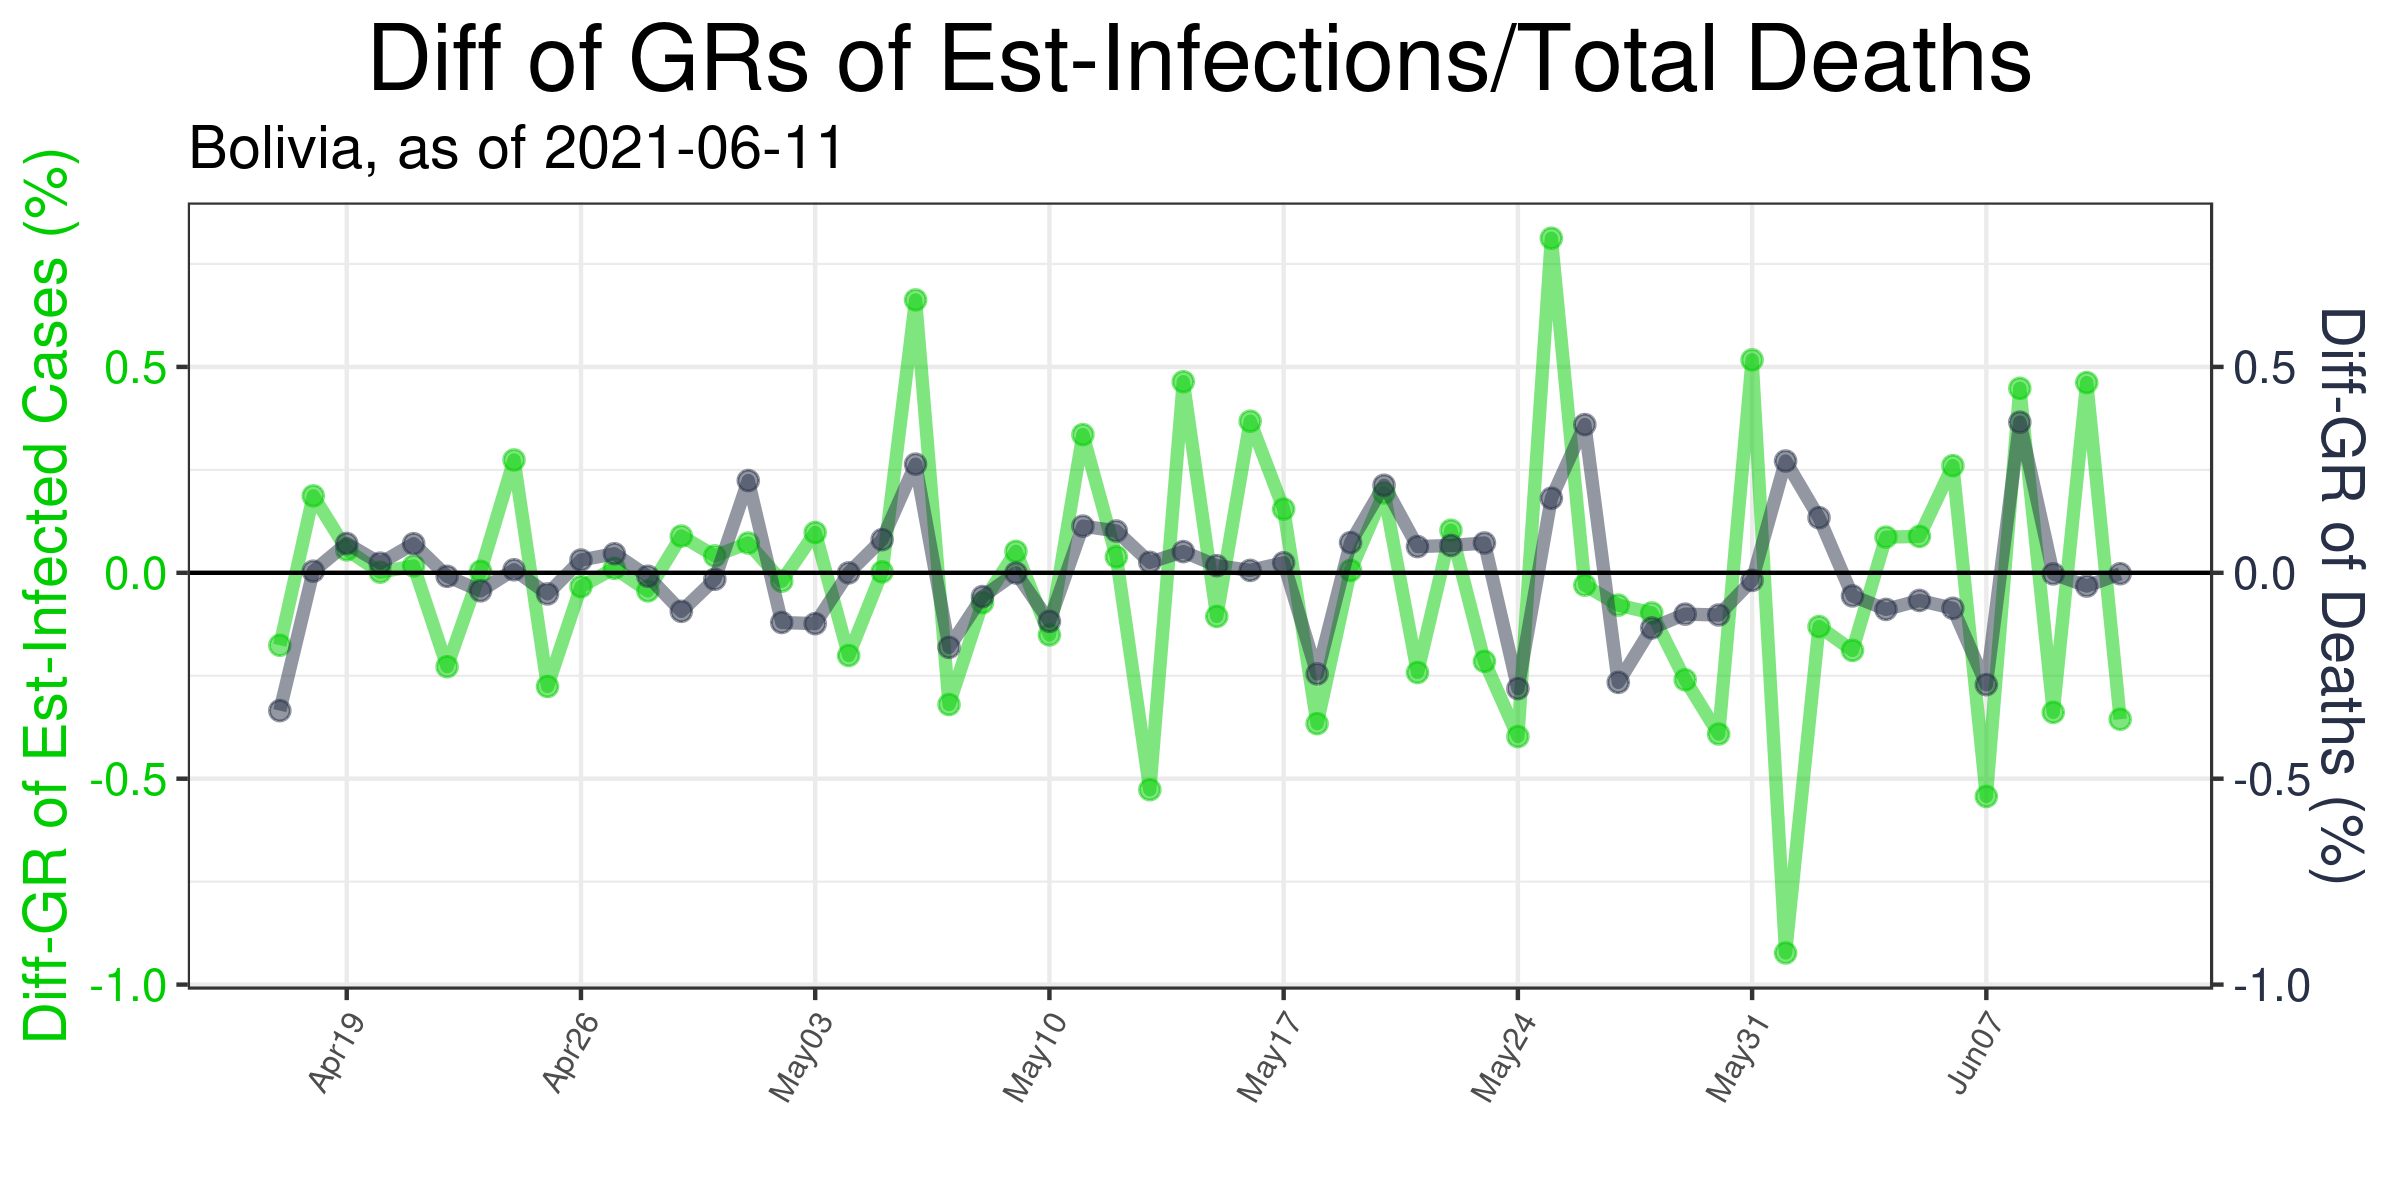 Diff of GRs of Est-Infections/Total Deaths
Bolivia, as of 2021-06-11
Diff-GR of Est-Infected Cases (%)
0.5
0.0
-0.5
-1.0
0.5
0.0
-0.5
-1.0
Diff-GR of Deaths (%)
Apr19
Apr26
May03
May10
May17
May24
May31
Jun07